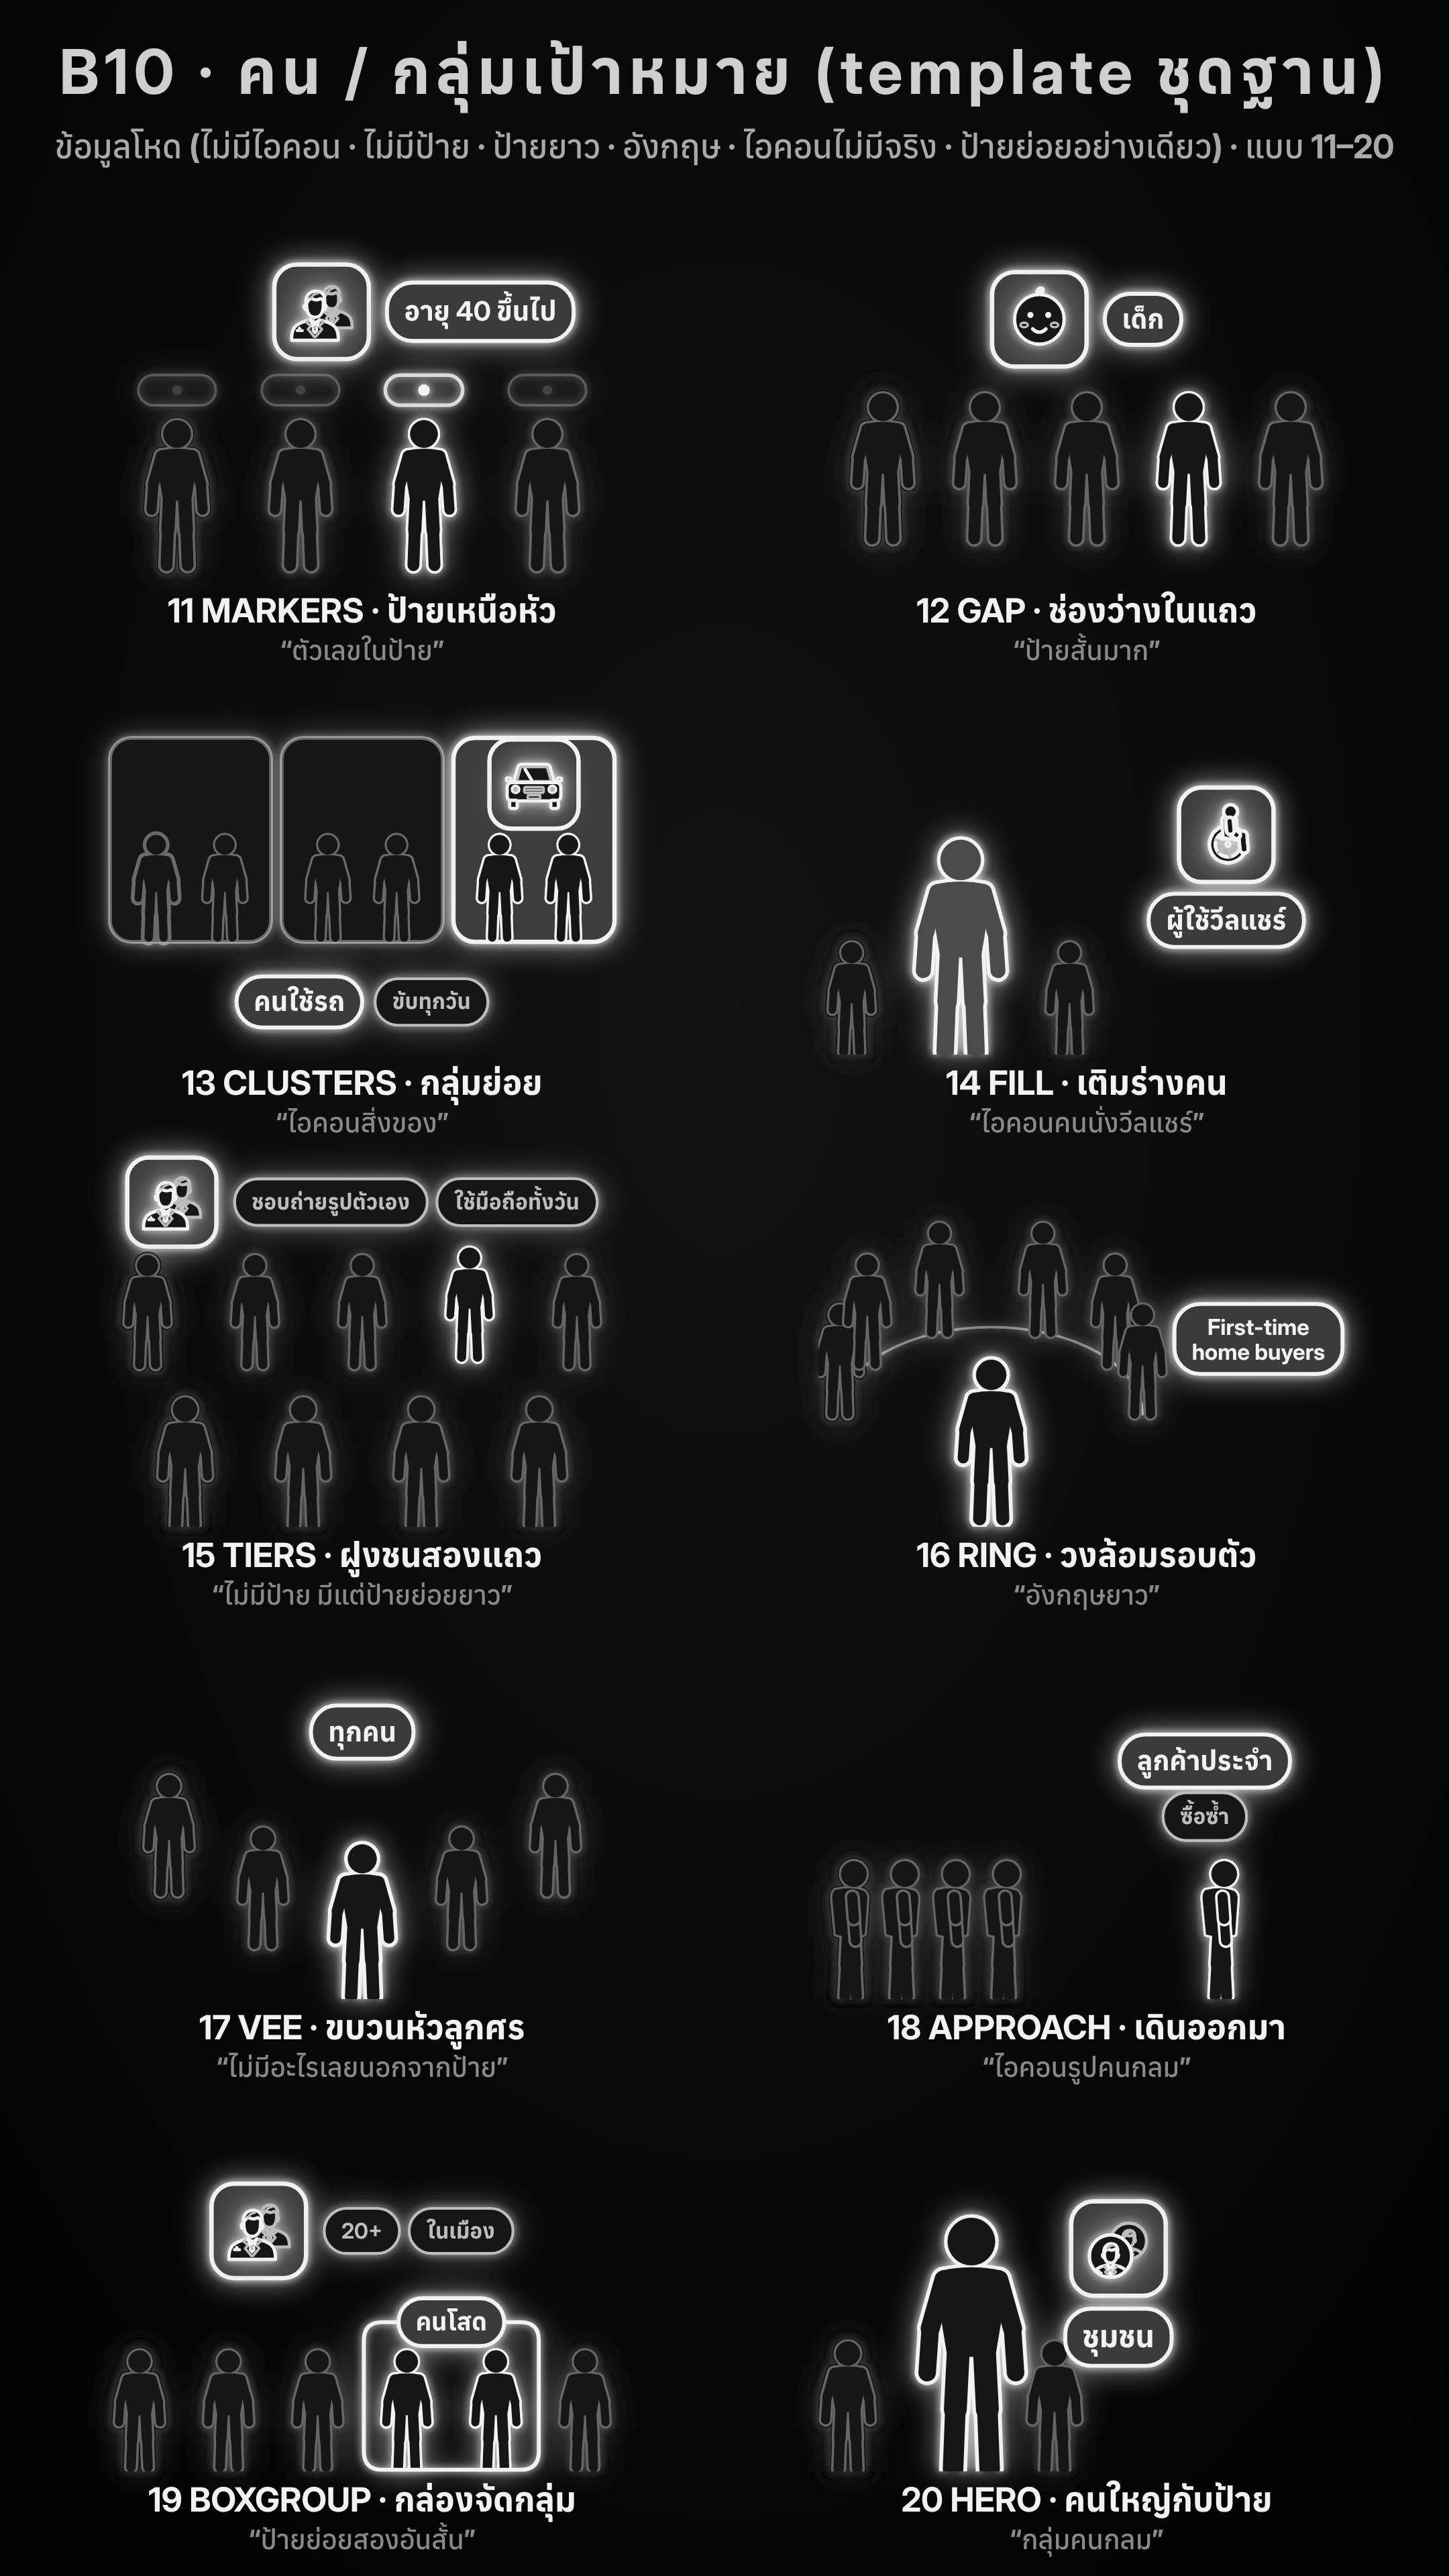 B10 · คน / กลุ่มเป้าหมาย (template ชุดฐาน)
ข้อมูลโหด (ไม่มีไอคอน · ไม่มีป้าย · ป้ายยาว · อังกฤษ · ไอคอนไม่มีจริง · ป้ายย่อยอย่างเดียว) · แบบ 11–20
อายุ 40 ขึ้นไป
11 MARKERS · ป้ายเหนือหัว
“ตัวเลขในป้าย”
เด็ก
12 GAP · ช่องว่างในแถว
“ป้ายสั้นมาก”
คนใช้รถ
ขับทุกวัน
13 CLUSTERS · กลุ่มย่อย
“ไอคอนสิ่งของ”
ผู้ใช้วีลแชร์
14 FILL · เติมร่างคน
“ไอคอนคนนั่งวีลแชร์”
ชอบถ่ายรูปตัวเอง
ใช้มือถือทั้งวัน
15 TIERS · ฝูงชนสองแถว
“ไม่มีป้าย มีแต่ป้ายย่อยยาว”
First-time
home buyers
16 RING · วงล้อมรอบตัว
“อังกฤษยาว”
ทุกคน
17 VEE · ขบวนหัวลูกศร
“ไม่มีอะไรเลยนอกจากป้าย”
ลูกค้าประจำ
ซื้อซ้ำ
18 APPROACH · เดินออกมา
“ไอคอนรูปคนกลม”
20+
ในเมือง
คนโสด
19 BOXGROUP · กล่องจัดกลุ่ม
“ป้ายย่อยสองอันสั้น”
ชุมชน
20 HERO · คนใหญ่กับป้าย
“กลุ่มคนกลม”